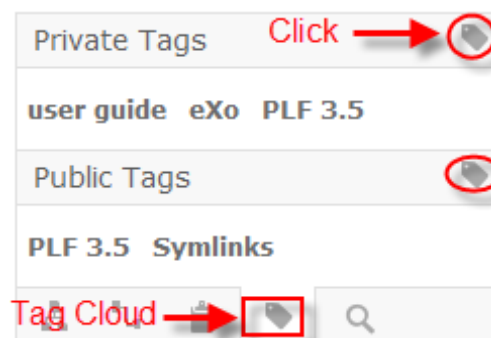 Private Tags Click
user guide eXo PLF 3.5
Public Tags
PLF 3.5 Symlinks
Tag Cloud